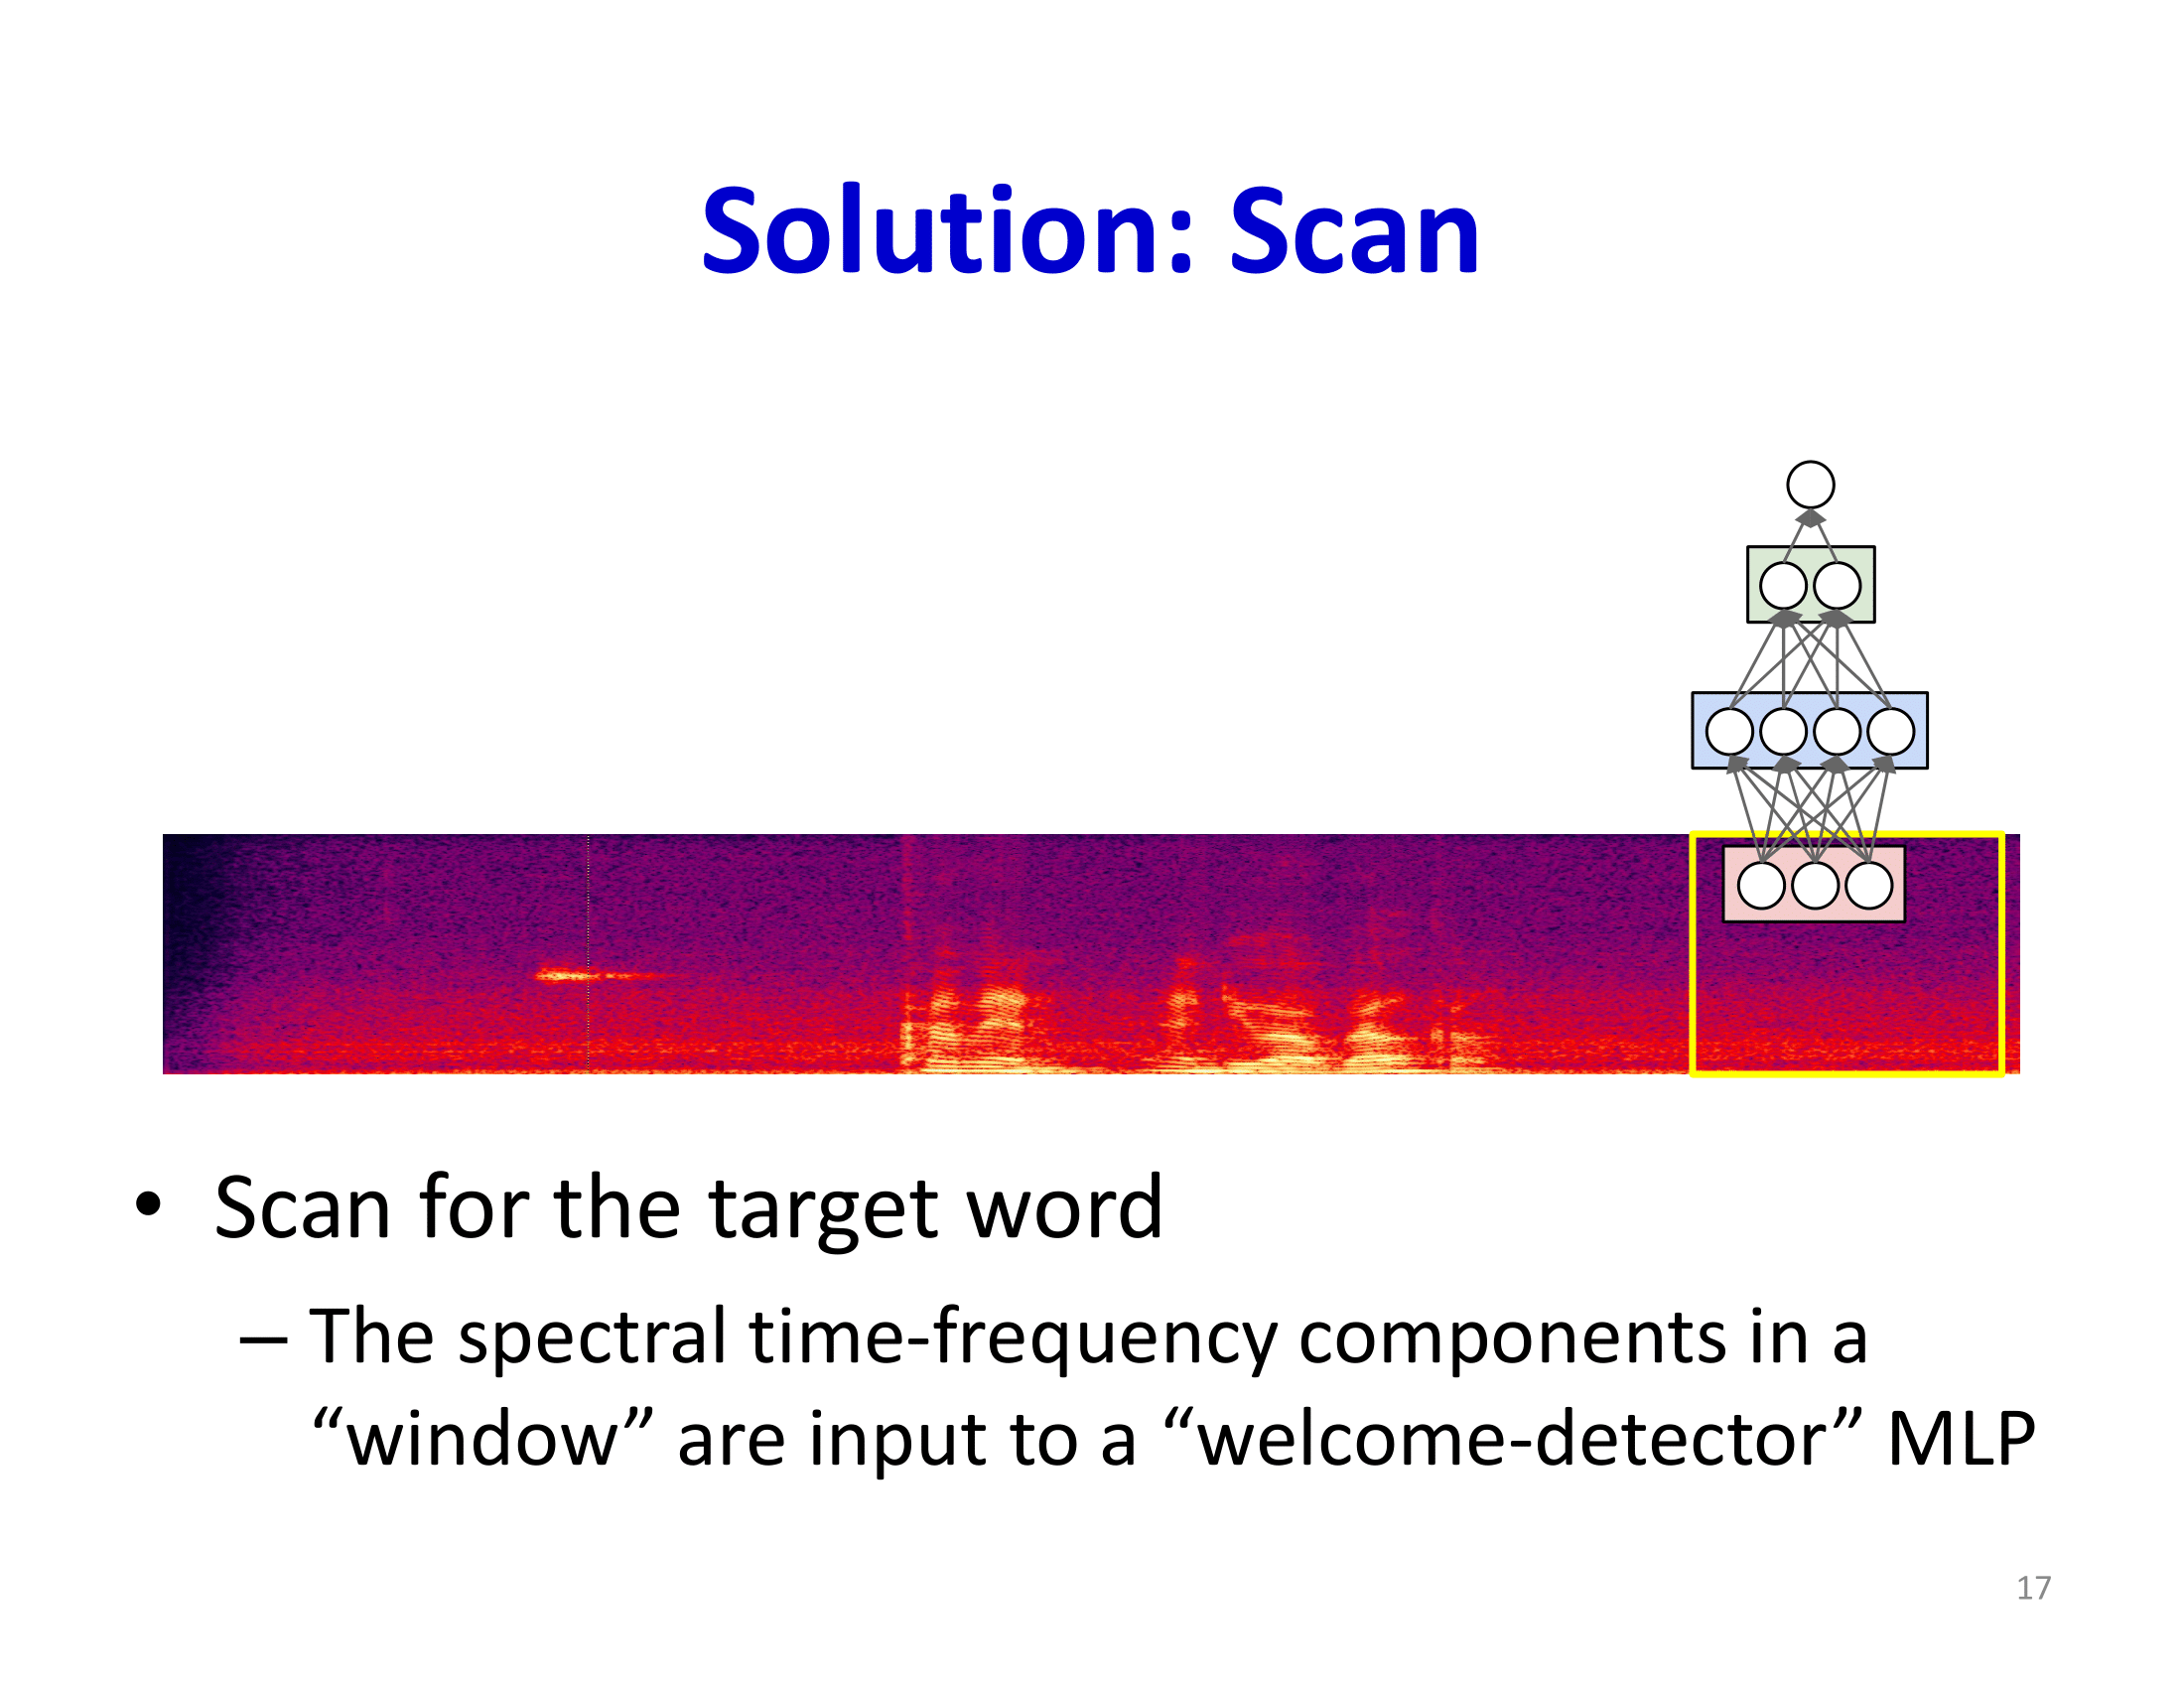 Solution: Scan
• Scan for the target word
– The spectral time-frequency components in a
“window” are input to a “welcome-detector” MLP
17